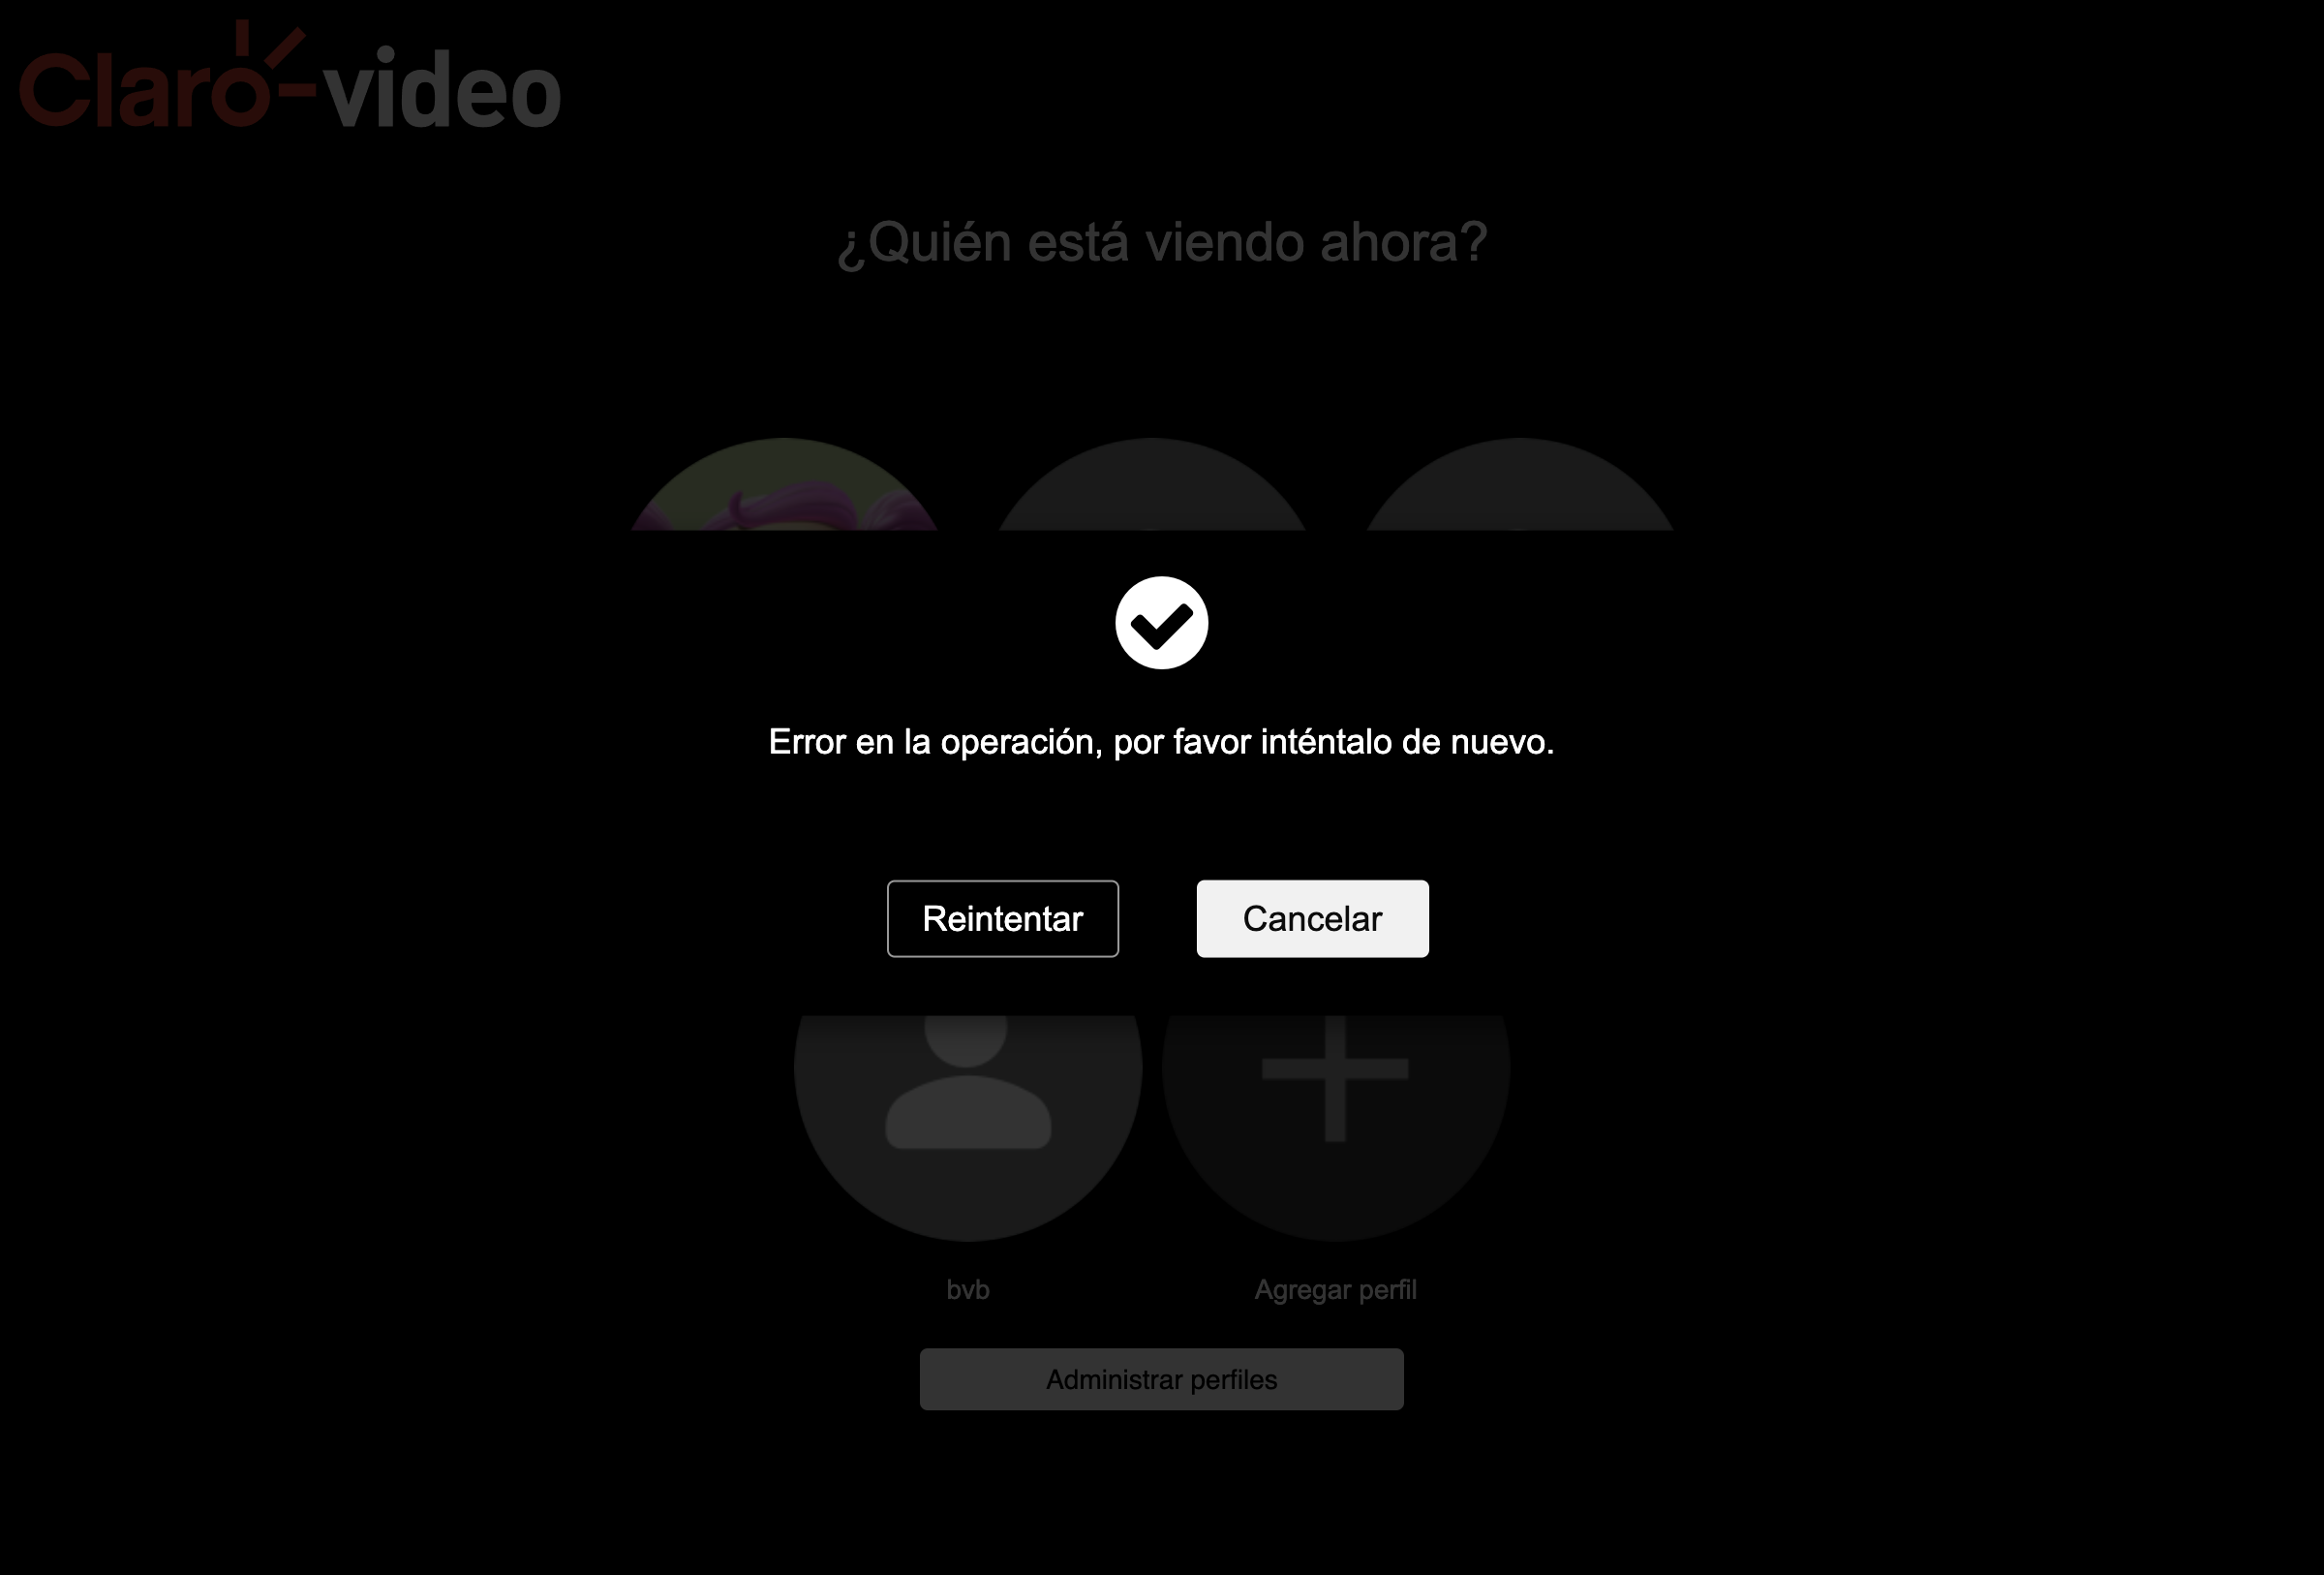 Claro-video
¿Quién está viendo ahora?
Error en la operación, por favor inténtalo de nuevo.
Reintentar
Cancelar
bvb
Agregar perfil
Administrar perfiles